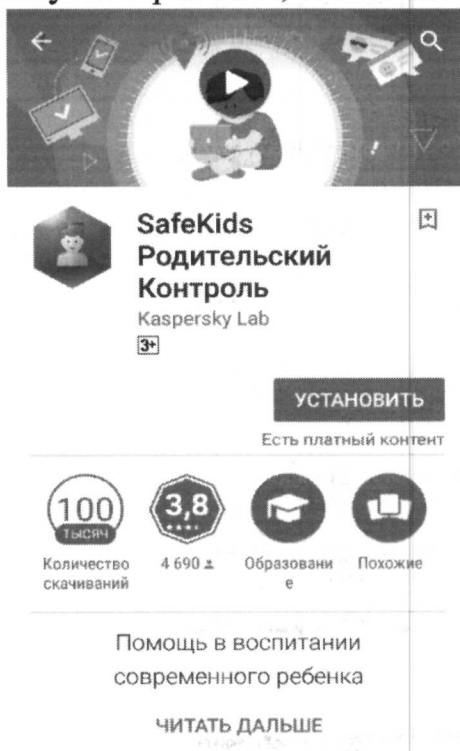 SafeKids
Родительский
Контроль
Kaspersky Lab
3+
УСТАНОВИТЬ
Есть платный контент
100
ТЫСЯЧ
3,8
Количество
скачиваний
4 690
Образовани
е
Похожие
Помощь в воспитании
современного ребенка
ЧИТАТЬ ДАЛЬШЕ